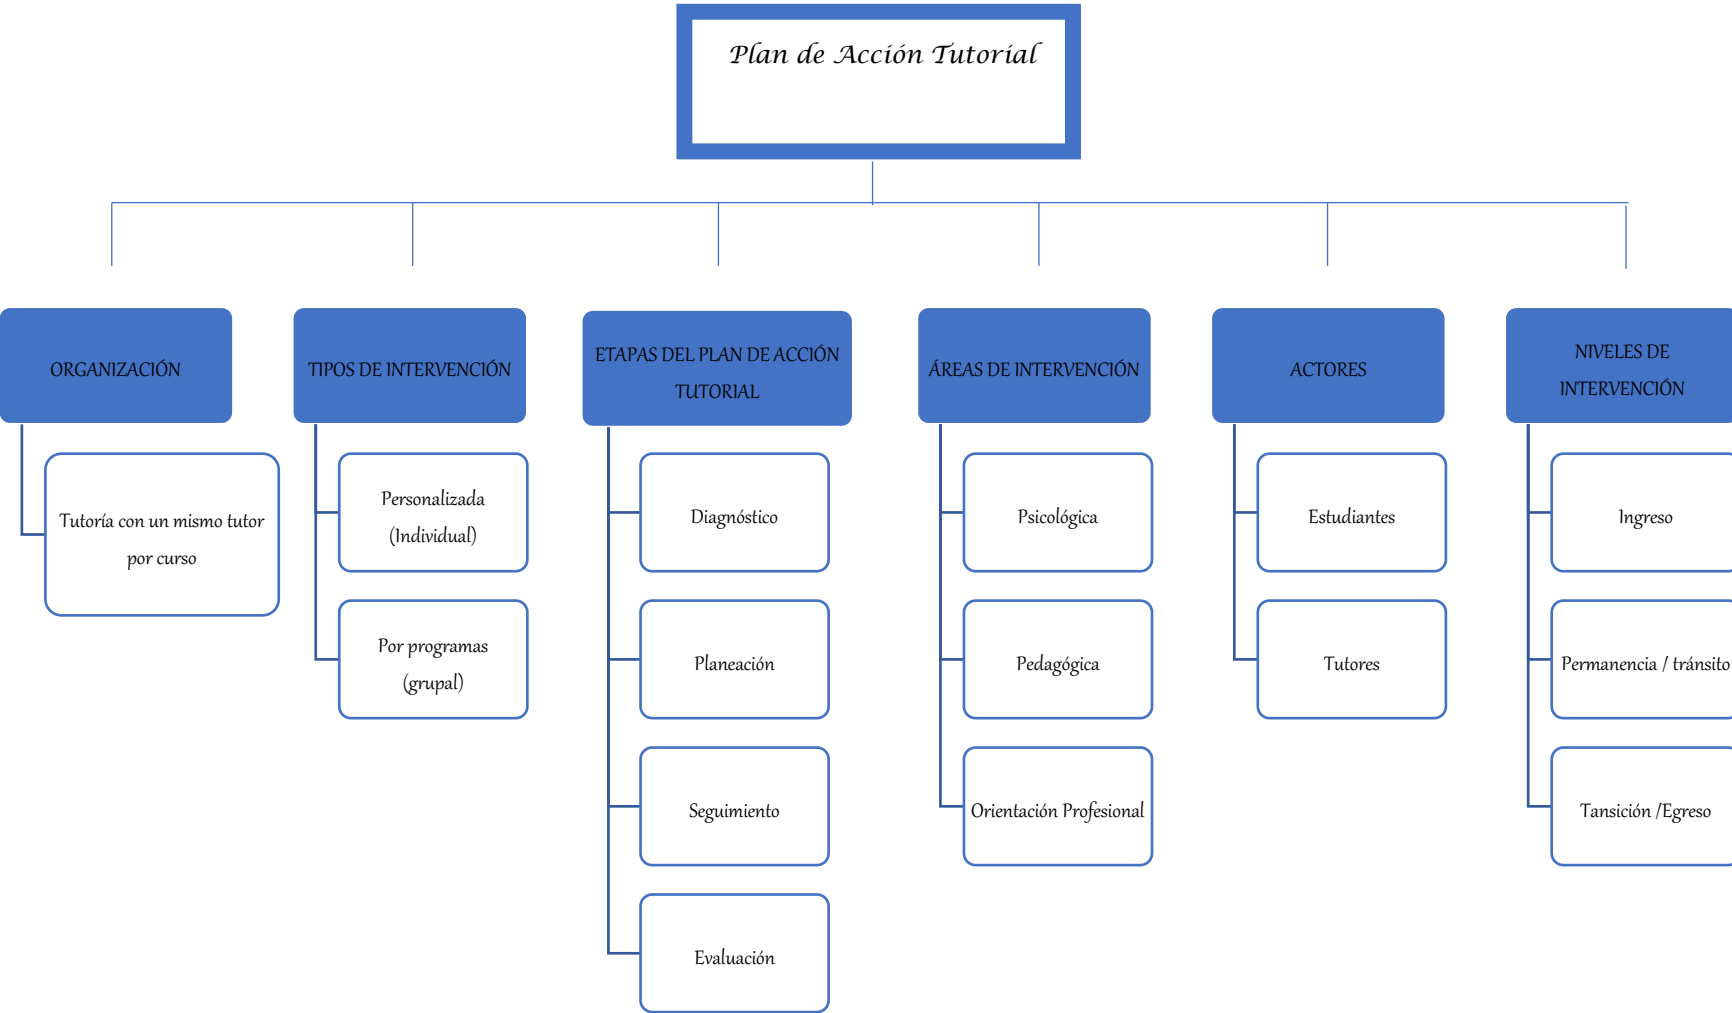 Plan de Acción Tutorial
ORGANIZACIÓN
Tutoría con un mismo tutor
por curso
TIPOS DE INTERVENCIÓN
Personalizada
(Individual)
Por programas
(grupal)
ETAPAS DEL PLAN DE ACCIÓN
TUTORIAL
Diagnóstico
Planeación
Seguimiento
Evaluación
ÁREAS DE INTERVENCIÓN
Psicológica
Pedagógica
Orientación Profesional
ACTORES
Estudiantes
Tutores
NIVELES DE
INTERVENCIÓN
Ingreso
Permanencia / tránsito
Tansición /Egreso